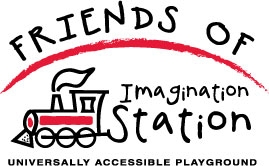 FRIENDS OF
Imagination
Station
UNIVERSALLY ACCESSIBLE PLAYGROUND